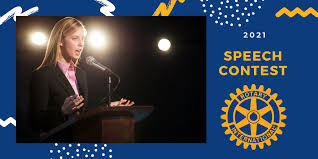 2021
SPEECH
CONTEST
ROTARY
INTERNATIONAL